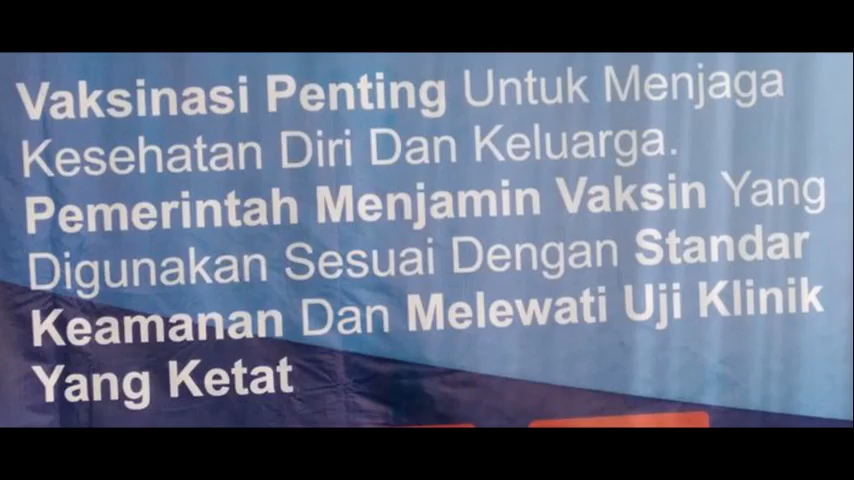 Vaksinasi Penting Untuk Menjaga
Kesehatan Diri Dan Keluarga.
Pemerintah Menjamin Vaksin Yang
Digunakan Sesuai Dengan Standar
Keamanan Dan Melewati Uji Klinik
Yang Ketat